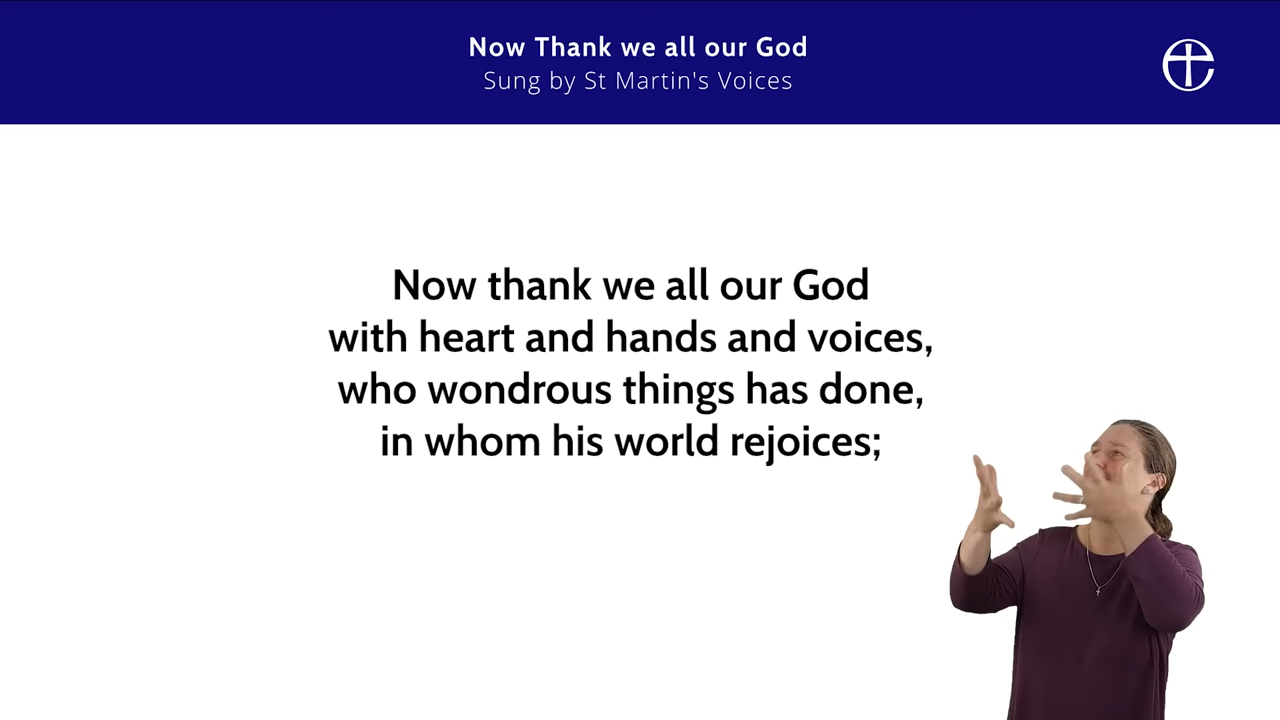 Now Thank we all our God
Sung by St Martin's Voices
Now thank we all our God
with heart and hands and voices,
who wondrous things has done,
in whom his world rejoices;